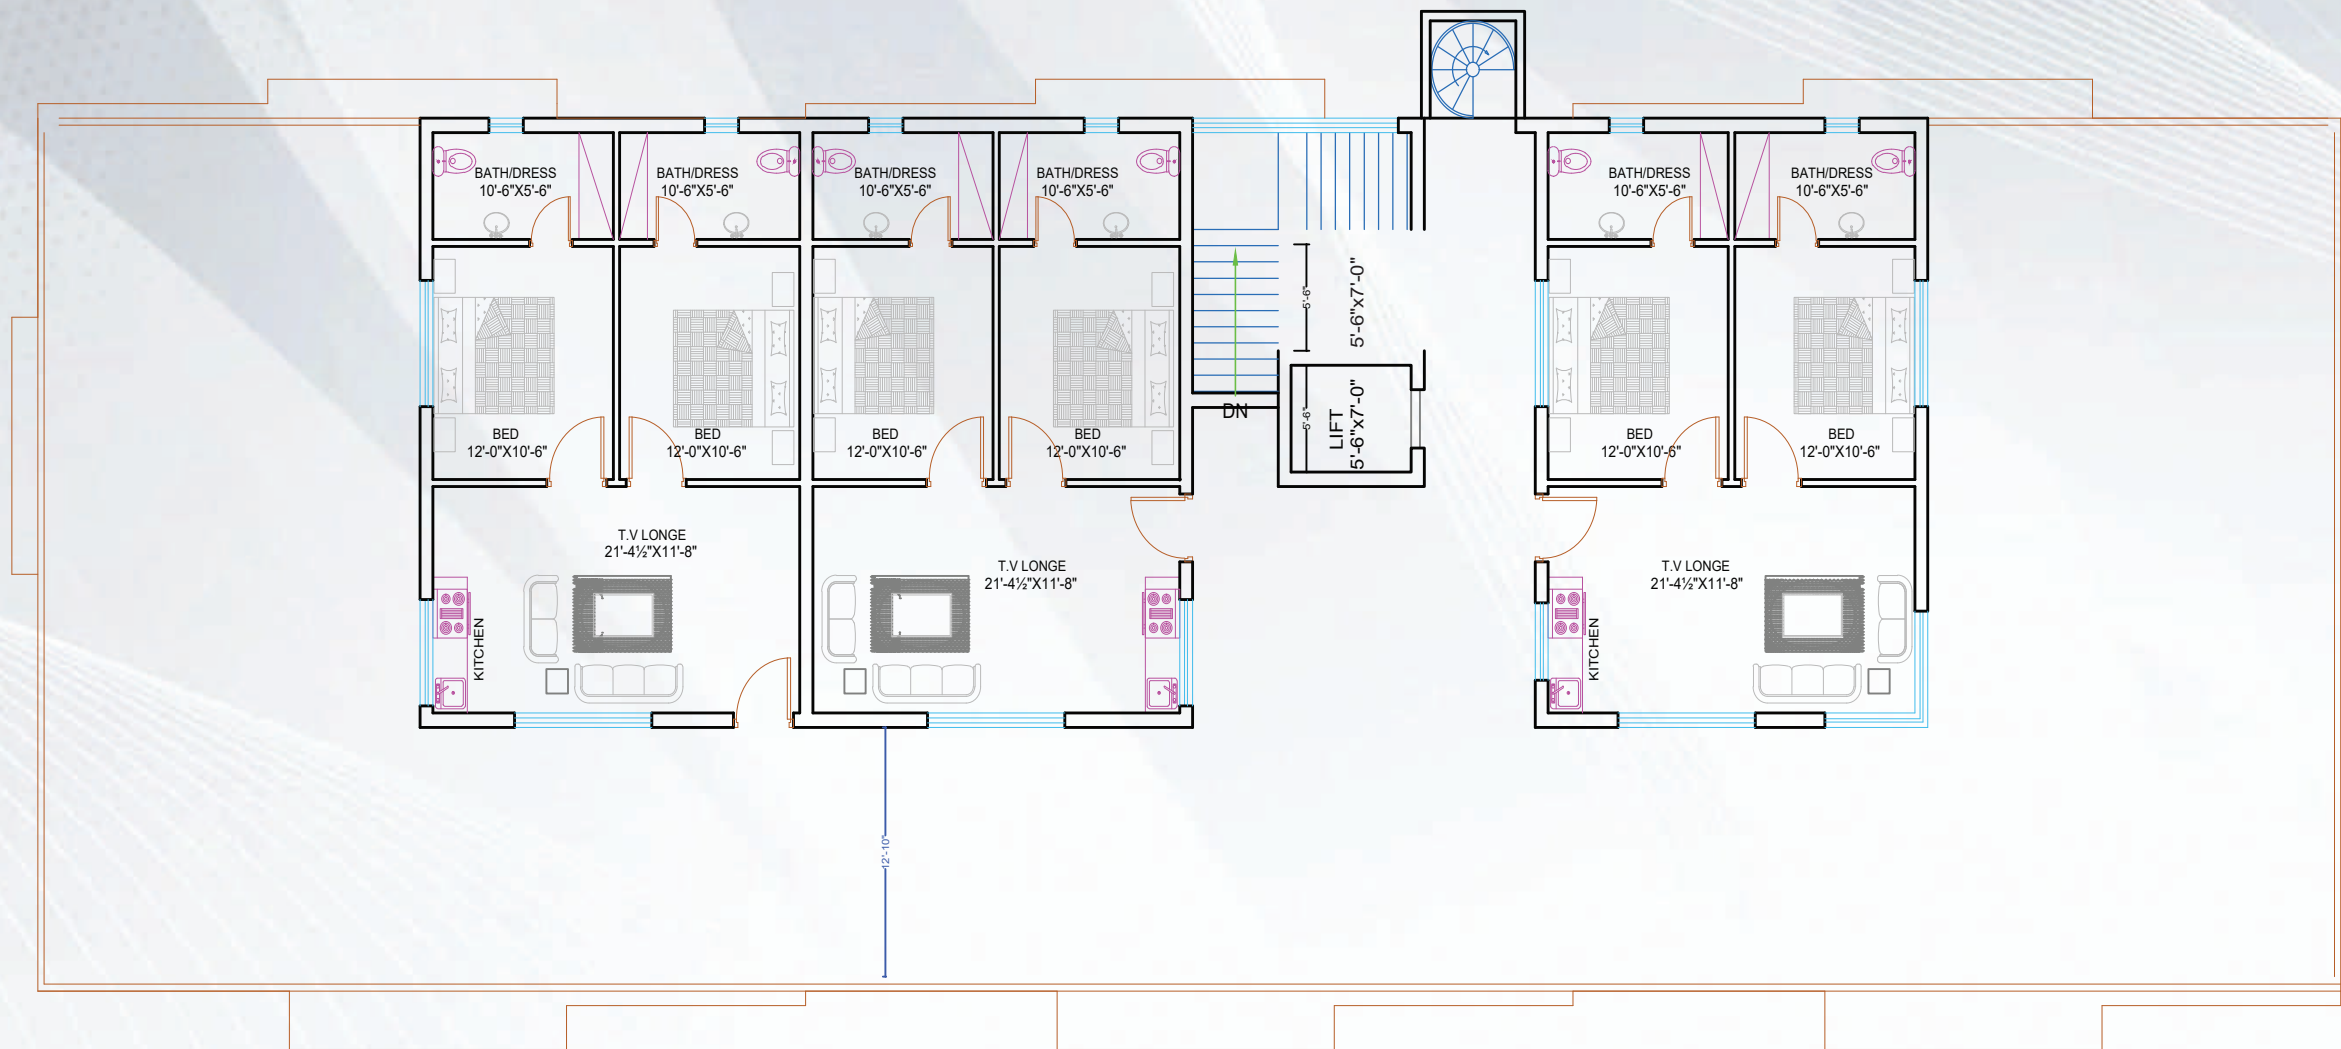 BATH/DRESS
10'-6"X5'-6"
BATH/DRESS
10'-6"X5'-6"
BATH/DRESS
10'-6"X5'-6"
BATH/DRESS
10'-6"X5'-6"
BATH/DRESS
10'-6"X5'-6"
BATH/DRESS
10'-6"X5'-6"
5'-6"
5'-6"x7'-0"
5'-6"
LIFT
5'-6"x7'-0"
DN
BED
12'-0"X10'-6"
BED
12'-0"X10'-6"
BED
12'-0"X10'-6"
BED
12'-0"X10'-6"
BED
12'-0"X10'-6"
BED
12'-0"X10'-6"
T.V LONGE
21'-4½"X11'-8"
T.V LONGE
21'-4½"X11'-8"
T.V LONGE
21'-4½"X11'-8"
KITCHEN
KITCHEN
12'-10"